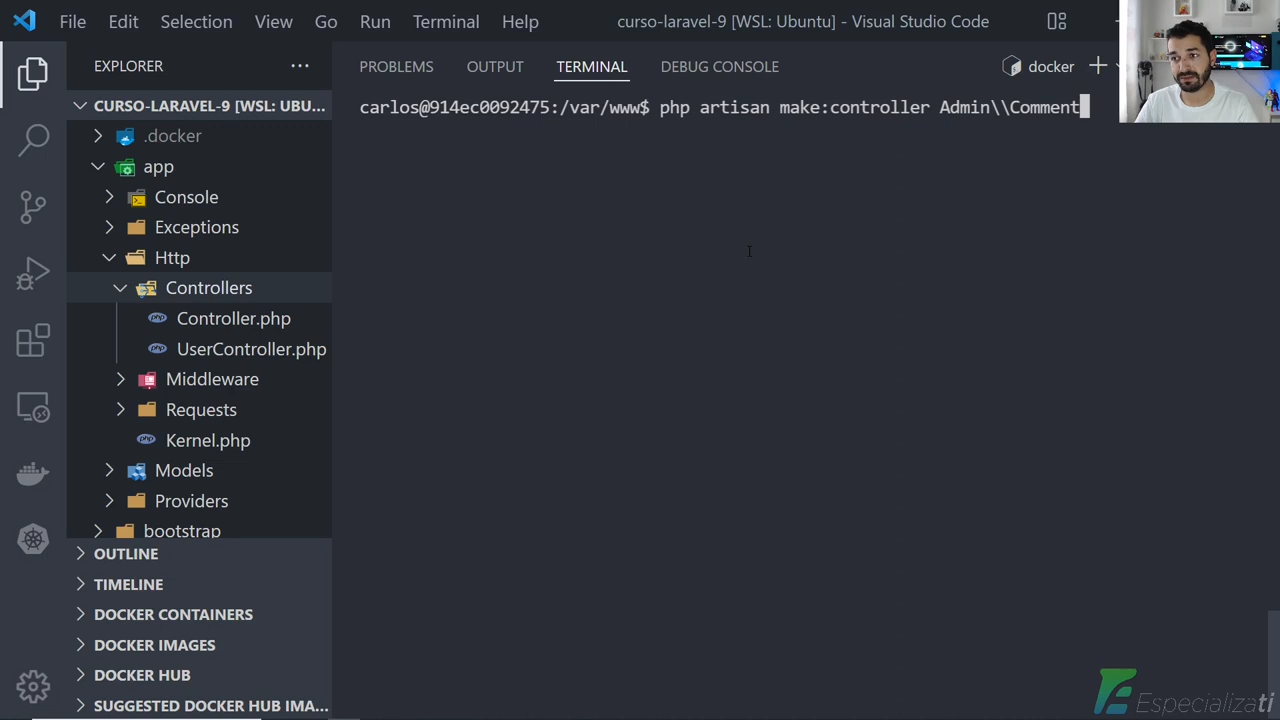 File Edit Selection View Go Run Terminal Help curso-laravel-9 [WSL: Ubuntu] - Visual Studio Code
EXPLORER
PROBLEMS OUTPUT TERMINAL DEBUG CONSOLE docker
CURSO-LARAVEL-9 [WSL: UBU...
carlos@914ec0092475:/var/www$ php artisan make:controller Admin\\Comment
.docker
app
Console
Exceptions
Http
Controllers
php Controller.php
php UserController.php
Middleware
Requests
php Kernel.php
Models
Providers
bootstrap
OUTLINE
TIMELINE
DOCKER CONTAINERS
DOCKER IMAGES
DOCKER HUB
SUGGESTED DOCKER HUB IMA...
Especializati